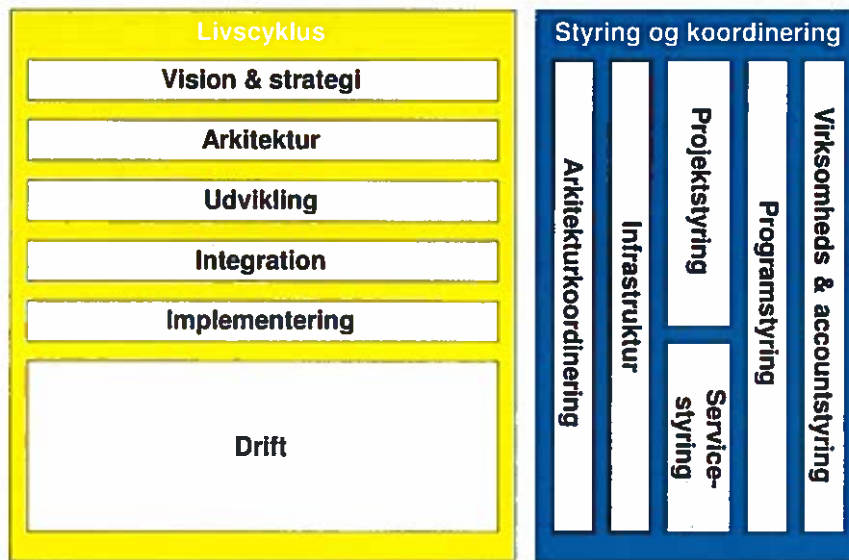 Livscyklus
Vision & strategi
Arkitektur
Udvikling
Integration
Implementering
Drift
Styring og koordinering
Arkitekturkoordinering
Infrastruktur
Projektstyring
Service-
styring
Programstyring
Virksomheds & accountstyring